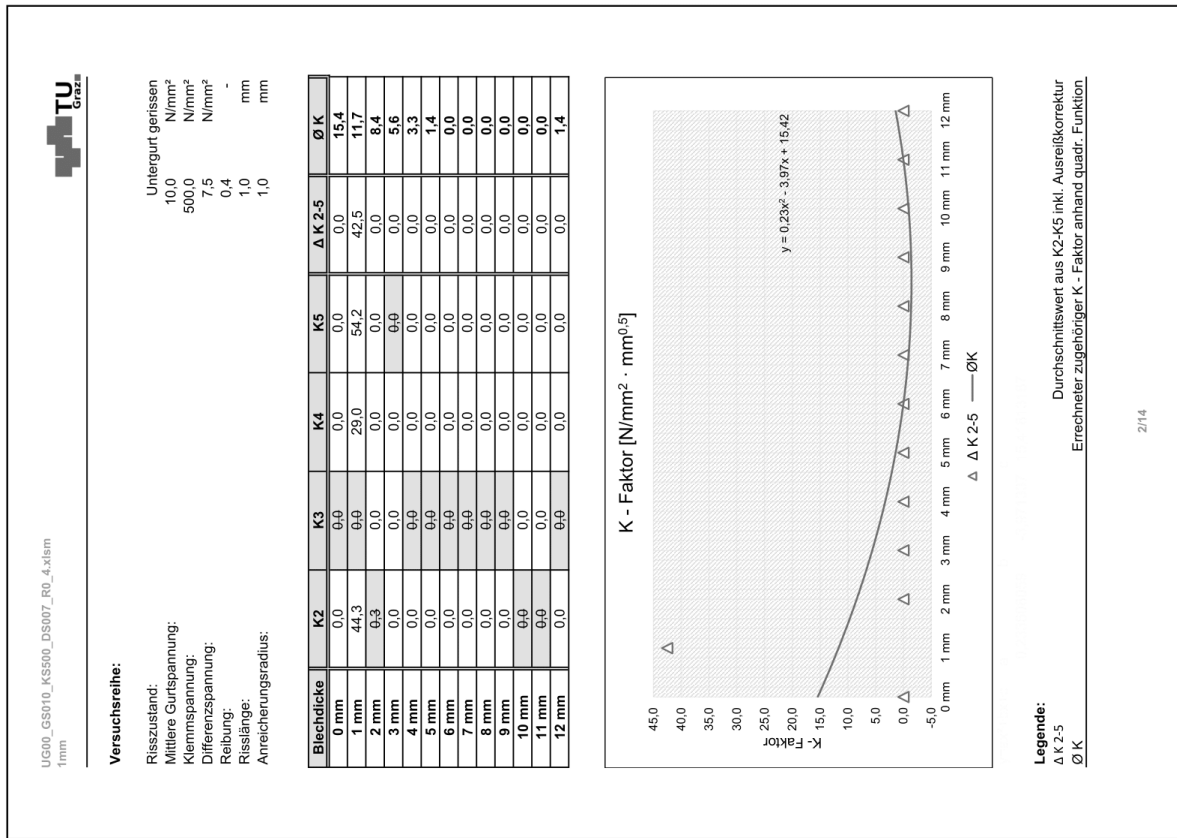 UG00_GS010_KS500_DS007_R0_4.xlsm
1mm
TU
Graz
Versuchsreihe:
Risszustand: Untergurt gerissen
Mittlere Gurtspannung: 10,0 N/mm²
Klemmspannung: 500,0 N/mm²
Differenzspannung: 7,5 N/mm²
Reibung: 0,4 -
Risslänge: 1,0 mm
Anreicherungsradius: 1,0 mm
Blechdicke K2 K3 K4 K5 Δ K 2-5 Ø K
0 mm 0,0 0,0 0,0 0,0 0,0 15,4
1 mm 44,3 0,0 29,0 54,2 42,5 11,7
2 mm 0,3 0,0 0,0 0,0 0,0 8,4
3 mm 0,0 0,0 0,0 0,0 0,0 5,6
4 mm 0,0 0,0 0,0 0,0 0,0 3,3
5 mm 0,0 0,0 0,0 0,0 0,0 1,4
6 mm 0,0 0,0 0,0 0,0 0,0 0,0
7 mm 0,0 0,0 0,0 0,0 0,0 0,0
8 mm 0,0 0,0 0,0 0,0 0,0 0,0
9 mm 0,0 0,0 0,0 0,0 0,0 0,0
10 mm 0,0 0,0 0,0 0,0 0,0 0,0
11 mm 0,0 0,0 0,0 0,0 0,0 0,0
12 mm 0,0 0,0 0,0 0,0 0,0 1,4
K - Faktor [N/mm² · mm⁰·⁵]
K- Faktor
45,0
40,0
35,0
30,0
25,0
20,0
15,0
10,0
5,0
0,0
-5,0
y = 0,23x² - 3,97x + 15,42
0 mm 1 mm 2 mm 3 mm 4 mm 5 mm 6 mm 7 mm 8 mm 9 mm 10 mm 11 mm 12 mm
Δ K 2-5 ØK
Legende:
Δ K 2-5 Durchschnittswert aus K2-K5 inkl. Ausreißkorrektur
Ø K Errechneter zugehöriger K - Faktor anhand quadr. Funktion
2/14